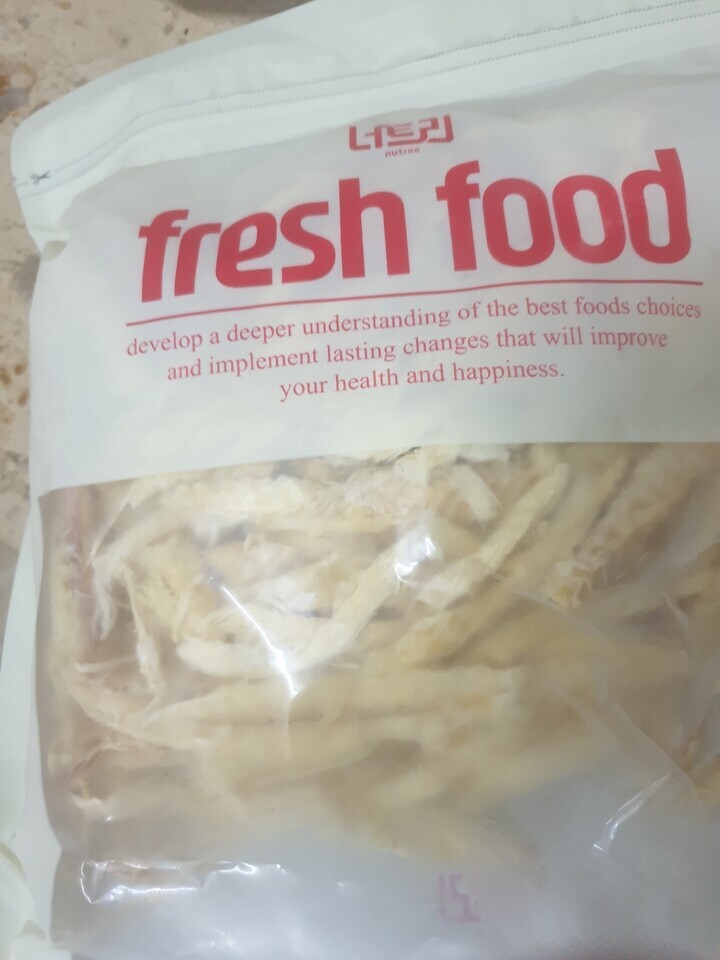 너트리
nutree
fresh food
develop a deeper understanding of the best foods choices
and implement lasting changes that will improve
your health and happiness.